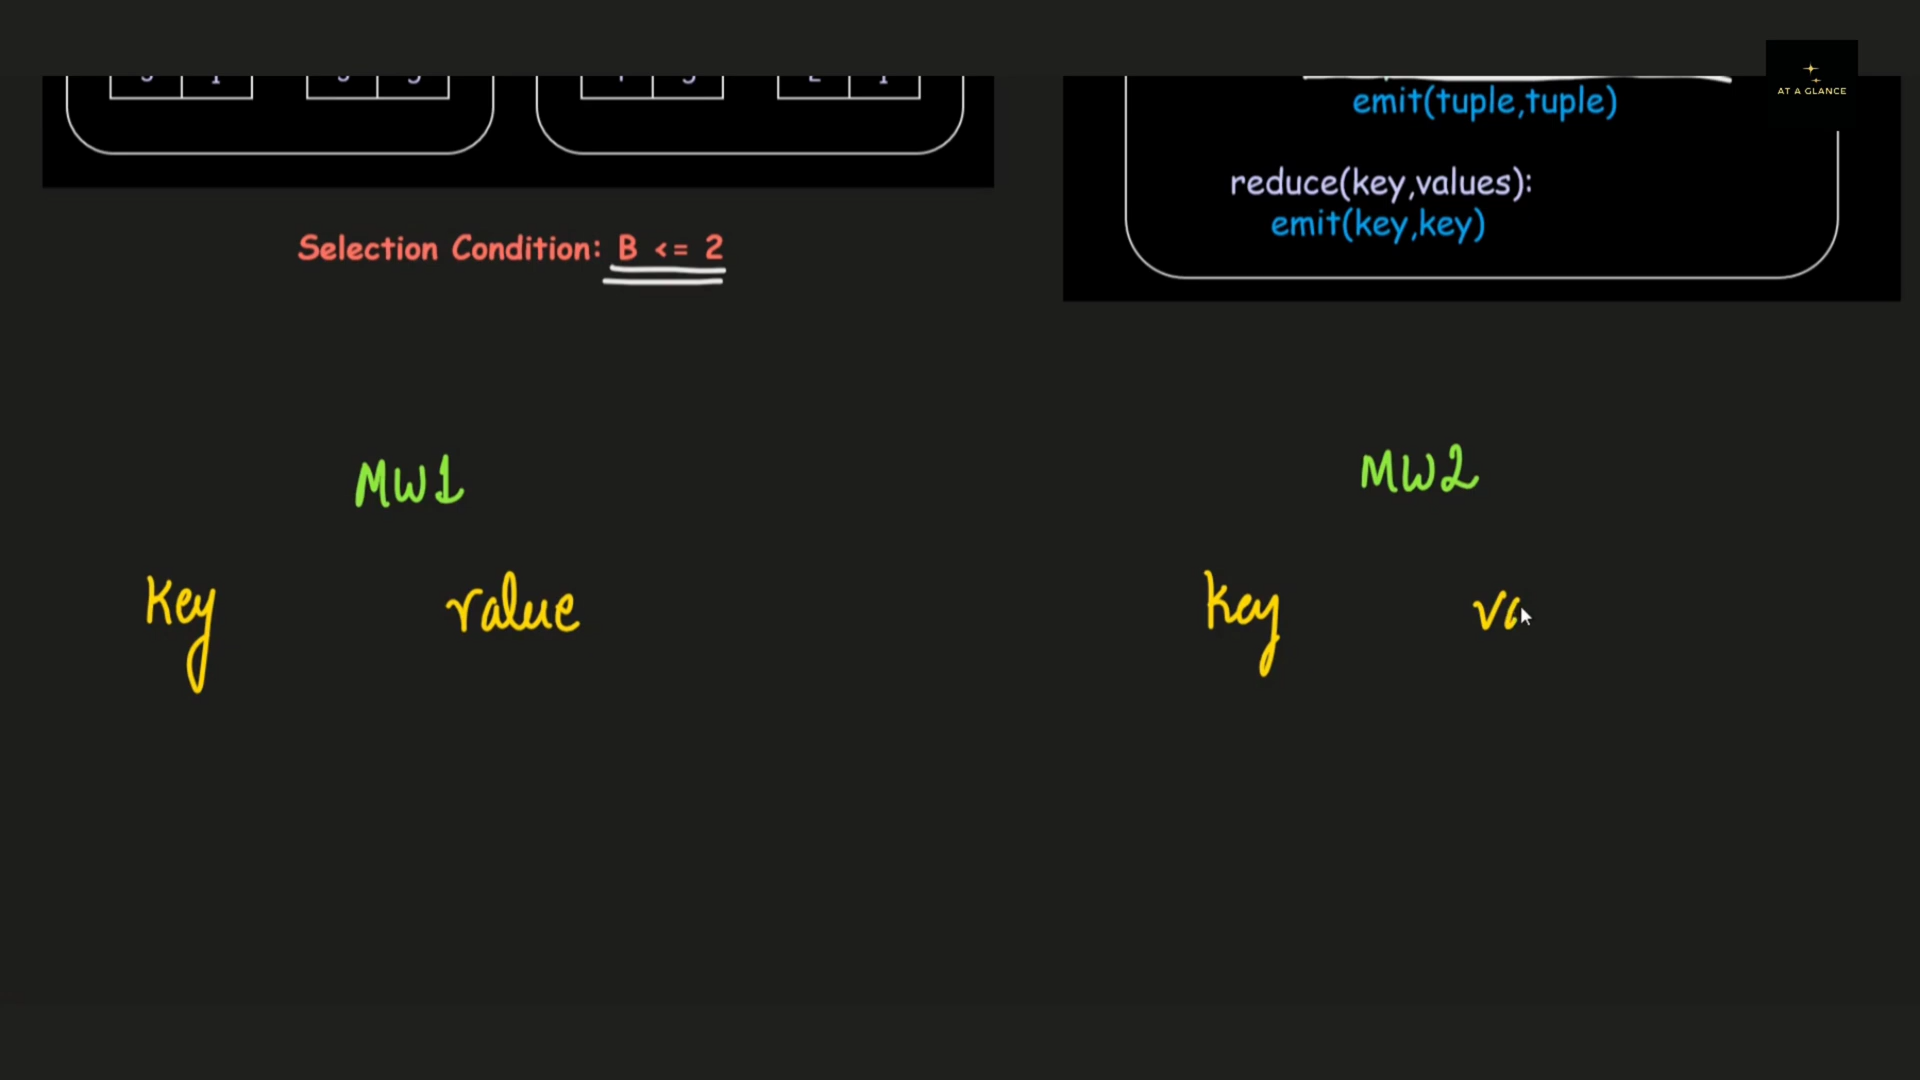 AT A GLANCE
emit(tuple,tuple)
reduce(key,values):
emit(key,key)
Selection Condition: B <= 2
MW1
MW2
Key value
key va